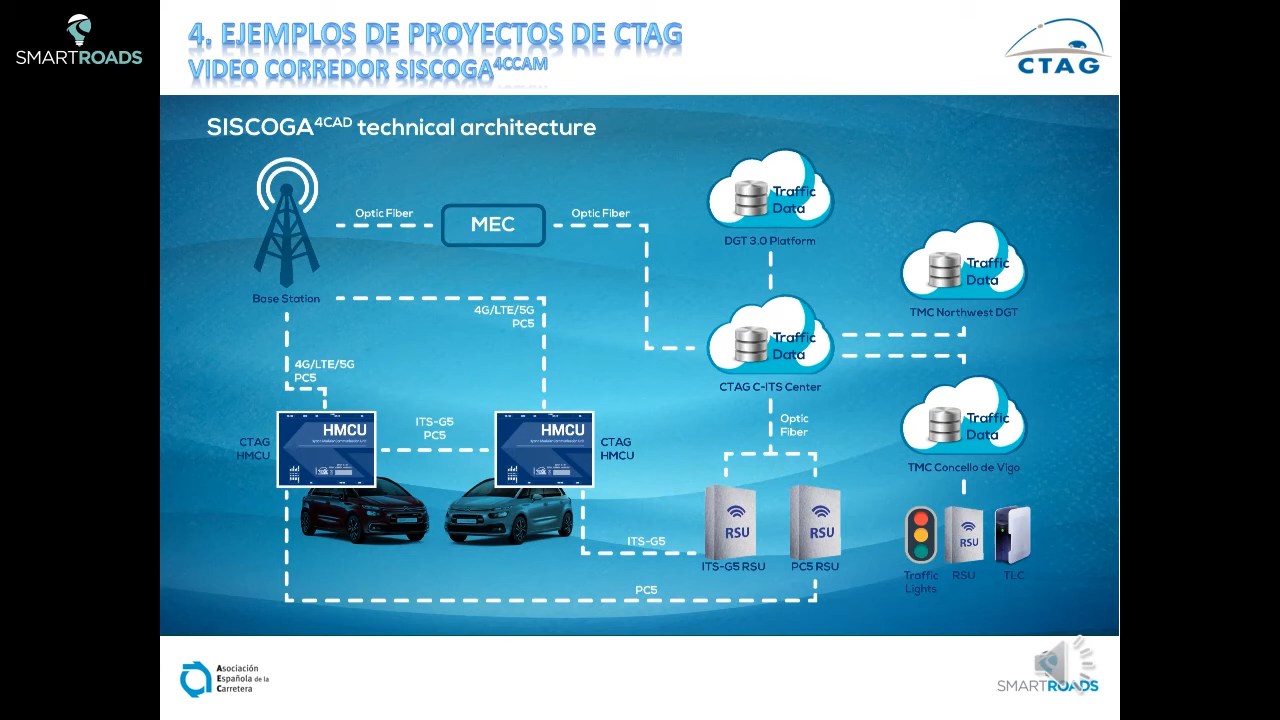 SMARTROADS
4. EJEMPLOS DE PROYECTOS DE CTAG
VIDEO CORREDOR SISCOGA4CCAM
CTAG
SISCOGA4CAD technical architecture
Optic Fiber
MEC
Optic Fiber
Traffic
Data
DGT 3.0 Platform
Traffic
Data
TMC Northwest DGT
Base Station
4G/LTE/5G
PC5
4G/LTE/5G
PC5
Traffic
Data
CTAG C-ITS Center
Optic
Fiber
Traffic
Data
TMC Concello de Vigo
CTAG
HMCU
HMCU
ITS-G5
PC5
HMCU
CTAG
HMCU
ITS-G5
RSU
ITS-G5 RSU
RSU
PC5 RSU
PC5
RSU
Traffic
Lights
RSU
TLC
Asociación
Española de la
Carretera
SMARTROADS